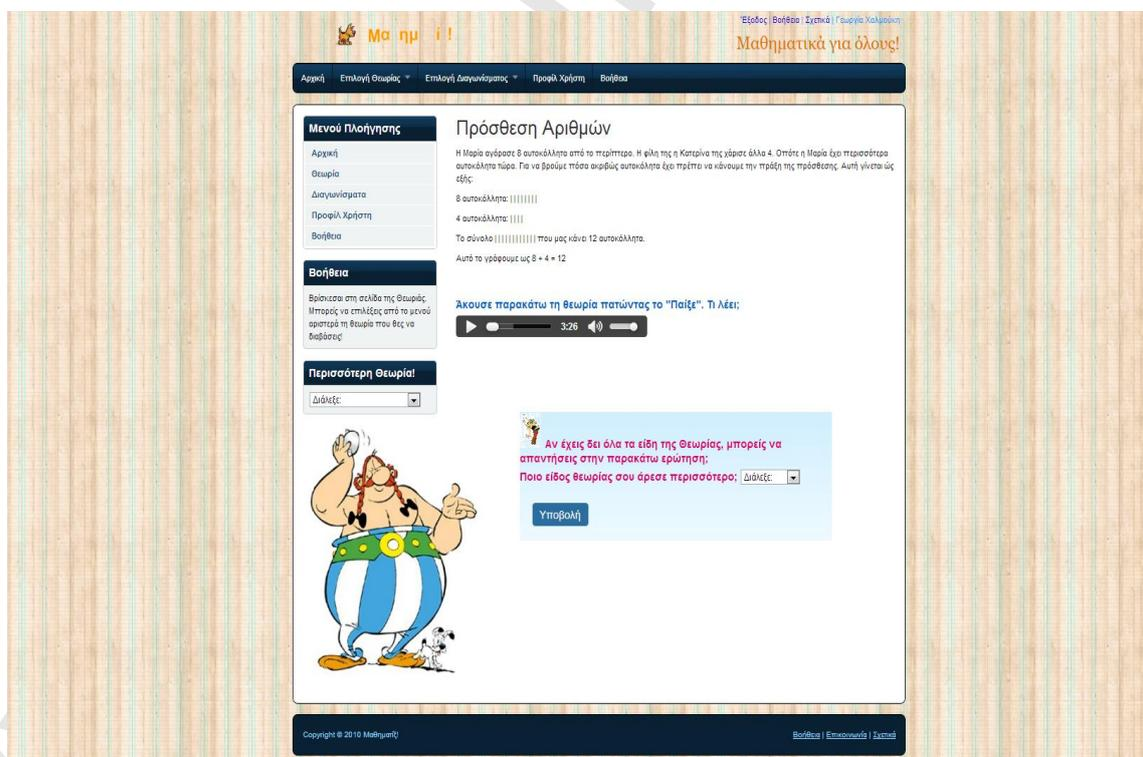 Έξοδος | Βοήθεια | Σχετικά | Γεωργία Χαλμούκη
Μα ημ ί !
Μαθηματικά για όλους!
Αρχική Επιλογή Θεωρίας Επιλογή Διαγωνίσματος Προφίλ Χρήστη Βοήθεια
Μενού Πλοήγησης
Αρχική
Θεωρία
Διαγωνίσματα
Προφίλ Χρήστη
Βοήθεια
Βοήθεια
Βρίσκεσαι στη σελίδα της Θεωρίας.
Μπορείς να επιλέξεις από το μενού
αριστερά τη θεωρία που θες να
διαβάσεις!
Περισσότερη Θεωρία!
Διάλεξε:
Πρόσθεση Αριθμών
Η Μαρία αγόρασε 8 αυτοκόλλητα από το περίπτερο. Η φίλη της η Κατερίνα της χάρισε άλλα 4. Οπότε η Μαρία έχει περισσότερα
αυτοκόλητα τώρα. Για να βρούμε πόσα ακριβώς αυτοκόλητα έχει πρέπει να κάνουμε την πράξη της πρόσθεσης. Αυτή γίνεται ώς
εξής:
8 αυτοκόλλητα: ||||||||
4 αυτοκόλλητα: ||||
Το σύνολο |||||||||||| που μας κάνει 12 αυτοκόλλητα.
Αυτό το γράφουμε ως 8 + 4 = 12
Άκουσε παρακάτω τη θεωρία πατώντας το "Παίξε". Τι Λέει;
3:26
Αν έχεις δει όλα τα είδη της Θεωρίας, μπορείς να
απαντήσεις στην παρακάτω ερώτηση;
Ποιο είδος θεωρίας σου άρεσε περισσότερο; Διάλεξε:
Υποβολή
Copyright © 2010 Μαθηματίζ!
Βοήθεια | Επικοινωνία | Σχετικά